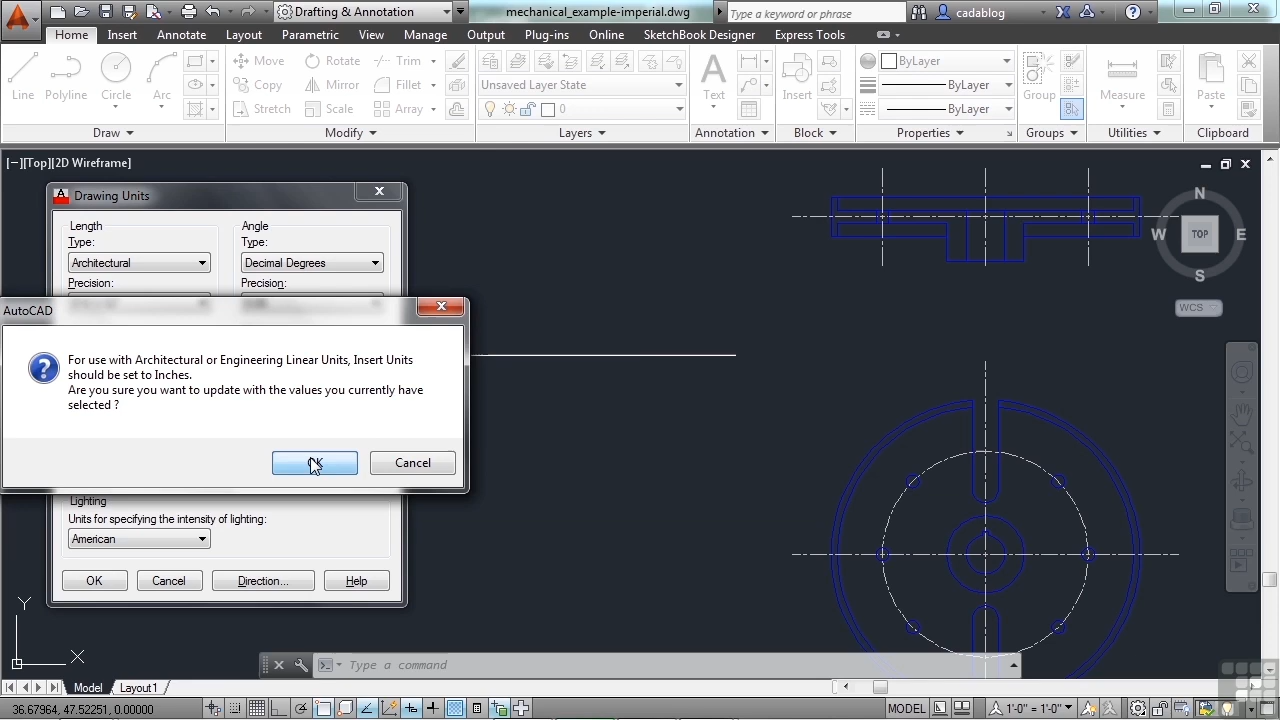 Drafting & Annotation
mechanical_example-imperial.dwg
Type a keyword or phrase
cadablog
Home Insert Annotate Layout Parametric View Manage Output Plug-ins Online SketchBook Designer Express Tools
Line Polyline Circle Arc
Move Rotate Trim
Copy Mirror Fillet
Stretch Scale Array
Unsaved Layer State
0
Text
Insert
ByLayer
ByLayer
ByLayer
Group
Measure
Paste
Draw Modify Layers Annotation Block Properties Groups Utilities Clipboard
[−][Top][2D Wireframe]
N
W TOP E
S
WCS
Drawing Units
Length Angle
Type: Type:
Architectural Decimal Degrees
Precision: Precision:
AutoCAD
For use with Architectural or Engineering Linear Units, Insert Units
should be set to Inches.
Are you sure you want to update with the values you currently have
selected ?
OK Cancel
Lighting
Units for specifying the intensity of lighting:
American
OK Cancel Direction... Help
Y
X
Type a command
Model Layout1
36.67964, 47.52251, 0.00000
MODEL
1'-0" = 1'-0"